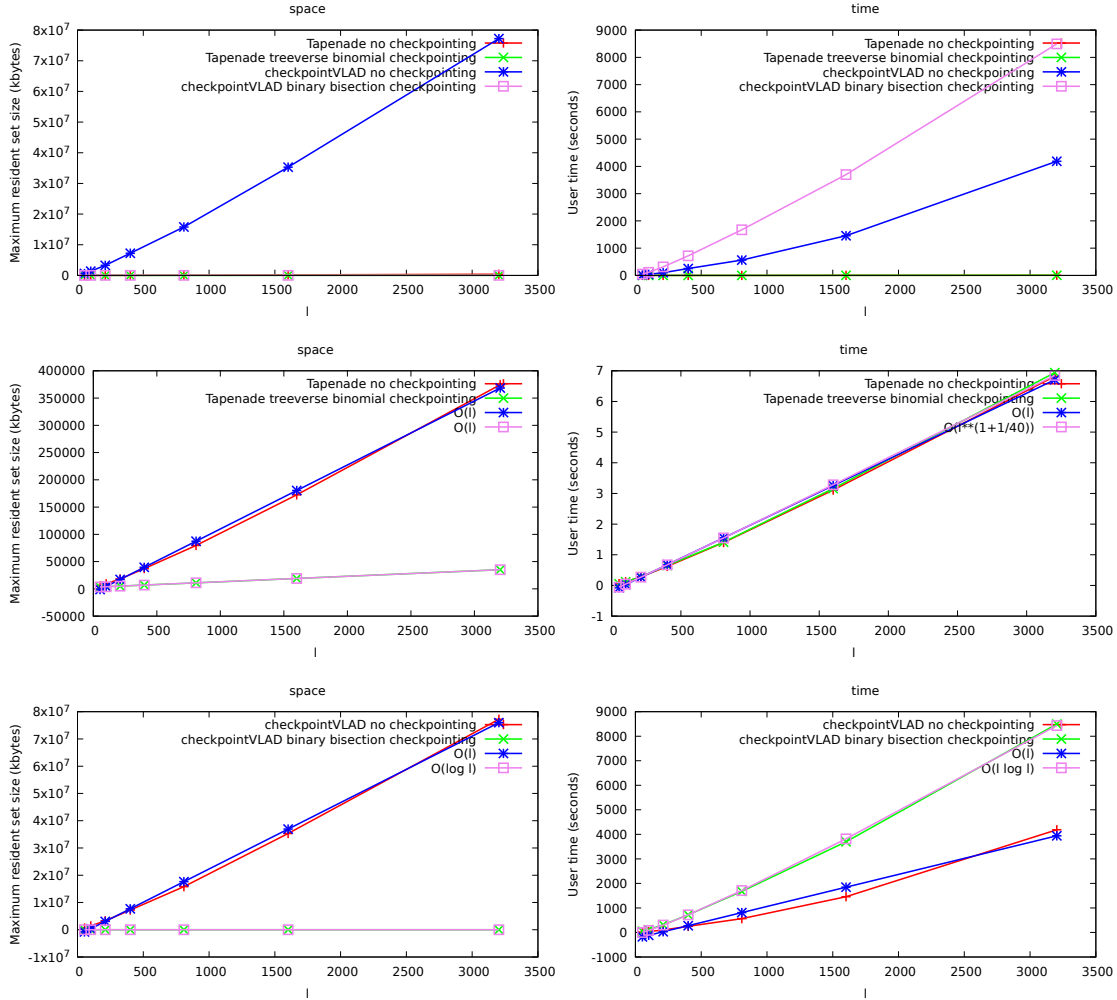 space
8x10^7
7x10^7
6x10^7
5x10^7
4x10^7
3x10^7
2x10^7
1x10^7
0
Maximum resident set size (kbytes)
Tapenade no checkpointing
Tapenade treeverse binomial checkpointing
checkpointVLAD no checkpointing
checkpointVLAD binary bisection checkpointing
0 500 1000 1500 2000 2500 3000 3500
l
time
9000
8000
7000
6000
5000
4000
3000
2000
1000
0
User time (seconds)
Tapenade no checkpointing
Tapenade treeverse binomial checkpointing
checkpointVLAD no checkpointing
checkpointVLAD binary bisection checkpointing
0 500 1000 1500 2000 2500 3000 3500
l
space
400000
350000
300000
250000
200000
150000
100000
50000
0
-50000
Maximum resident set size (kbytes)
Tapenade no checkpointing
Tapenade treeverse binomial checkpointing
O(l)
O(l)
0 500 1000 1500 2000 2500 3000 3500
l
time
7
6
5
4
3
2
1
0
-1
User time (seconds)
Tapenade no checkpointing
Tapenade treeverse binomial checkpointing
O(l)
O(l**(1+1/40))
0 500 1000 1500 2000 2500 3000 3500
l
space
8x10^7
7x10^7
6x10^7
5x10^7
4x10^7
3x10^7
2x10^7
1x10^7
0
-1x10^7
Maximum resident set size (kbytes)
checkpointVLAD no checkpointing
checkpointVLAD binary bisection checkpointing
O(l)
O(log l)
0 500 1000 1500 2000 2500 3000 3500
l
time
9000
8000
7000
6000
5000
4000
3000
2000
1000
0
-1000
User time (seconds)
checkpointVLAD no checkpointing
checkpointVLAD binary bisection checkpointing
O(l)
O(l log l)
0 500 1000 1500 2000 2500 3000 3500
l